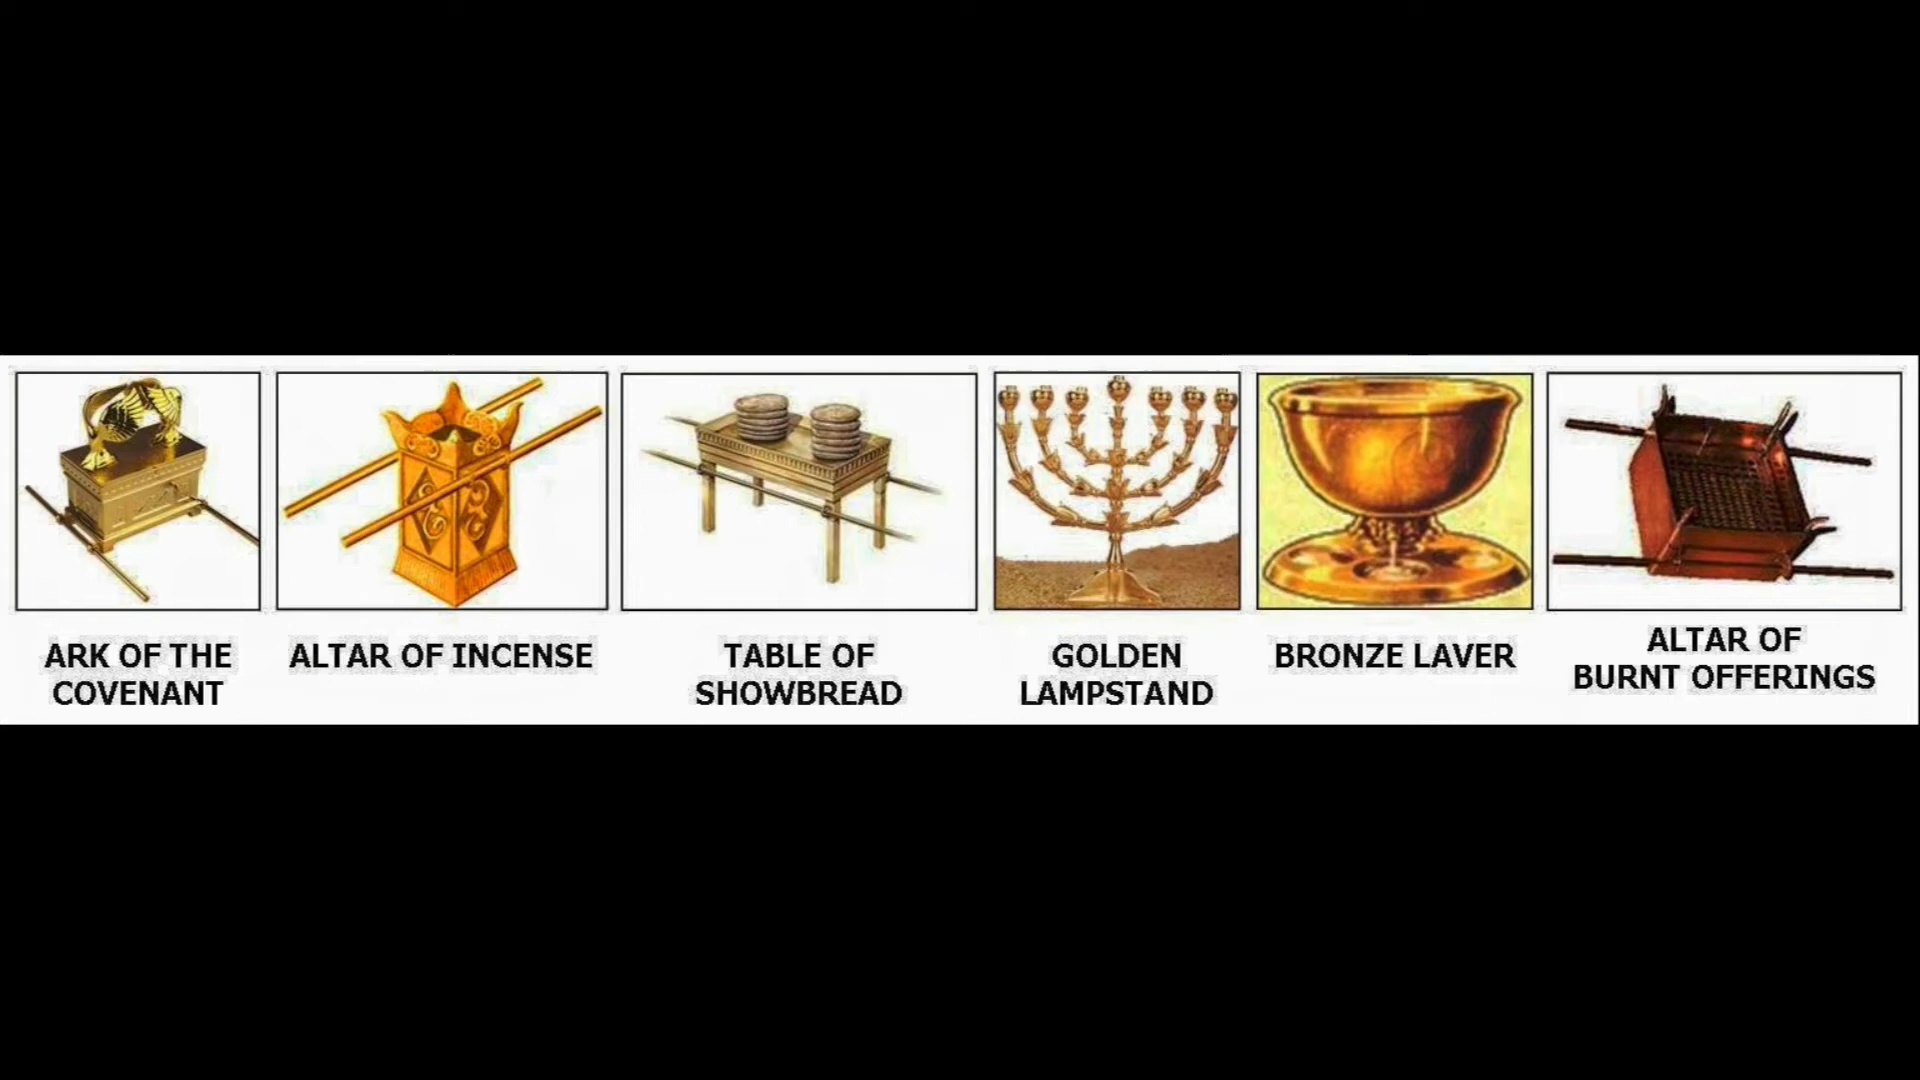 ARK OF THE
COVENANT
ALTAR OF INCENSE
TABLE OF
SHOWBREAD
GOLDEN
LAMPSTAND
BRONZE LAVER
ALTAR OF
BURNT OFFERINGS